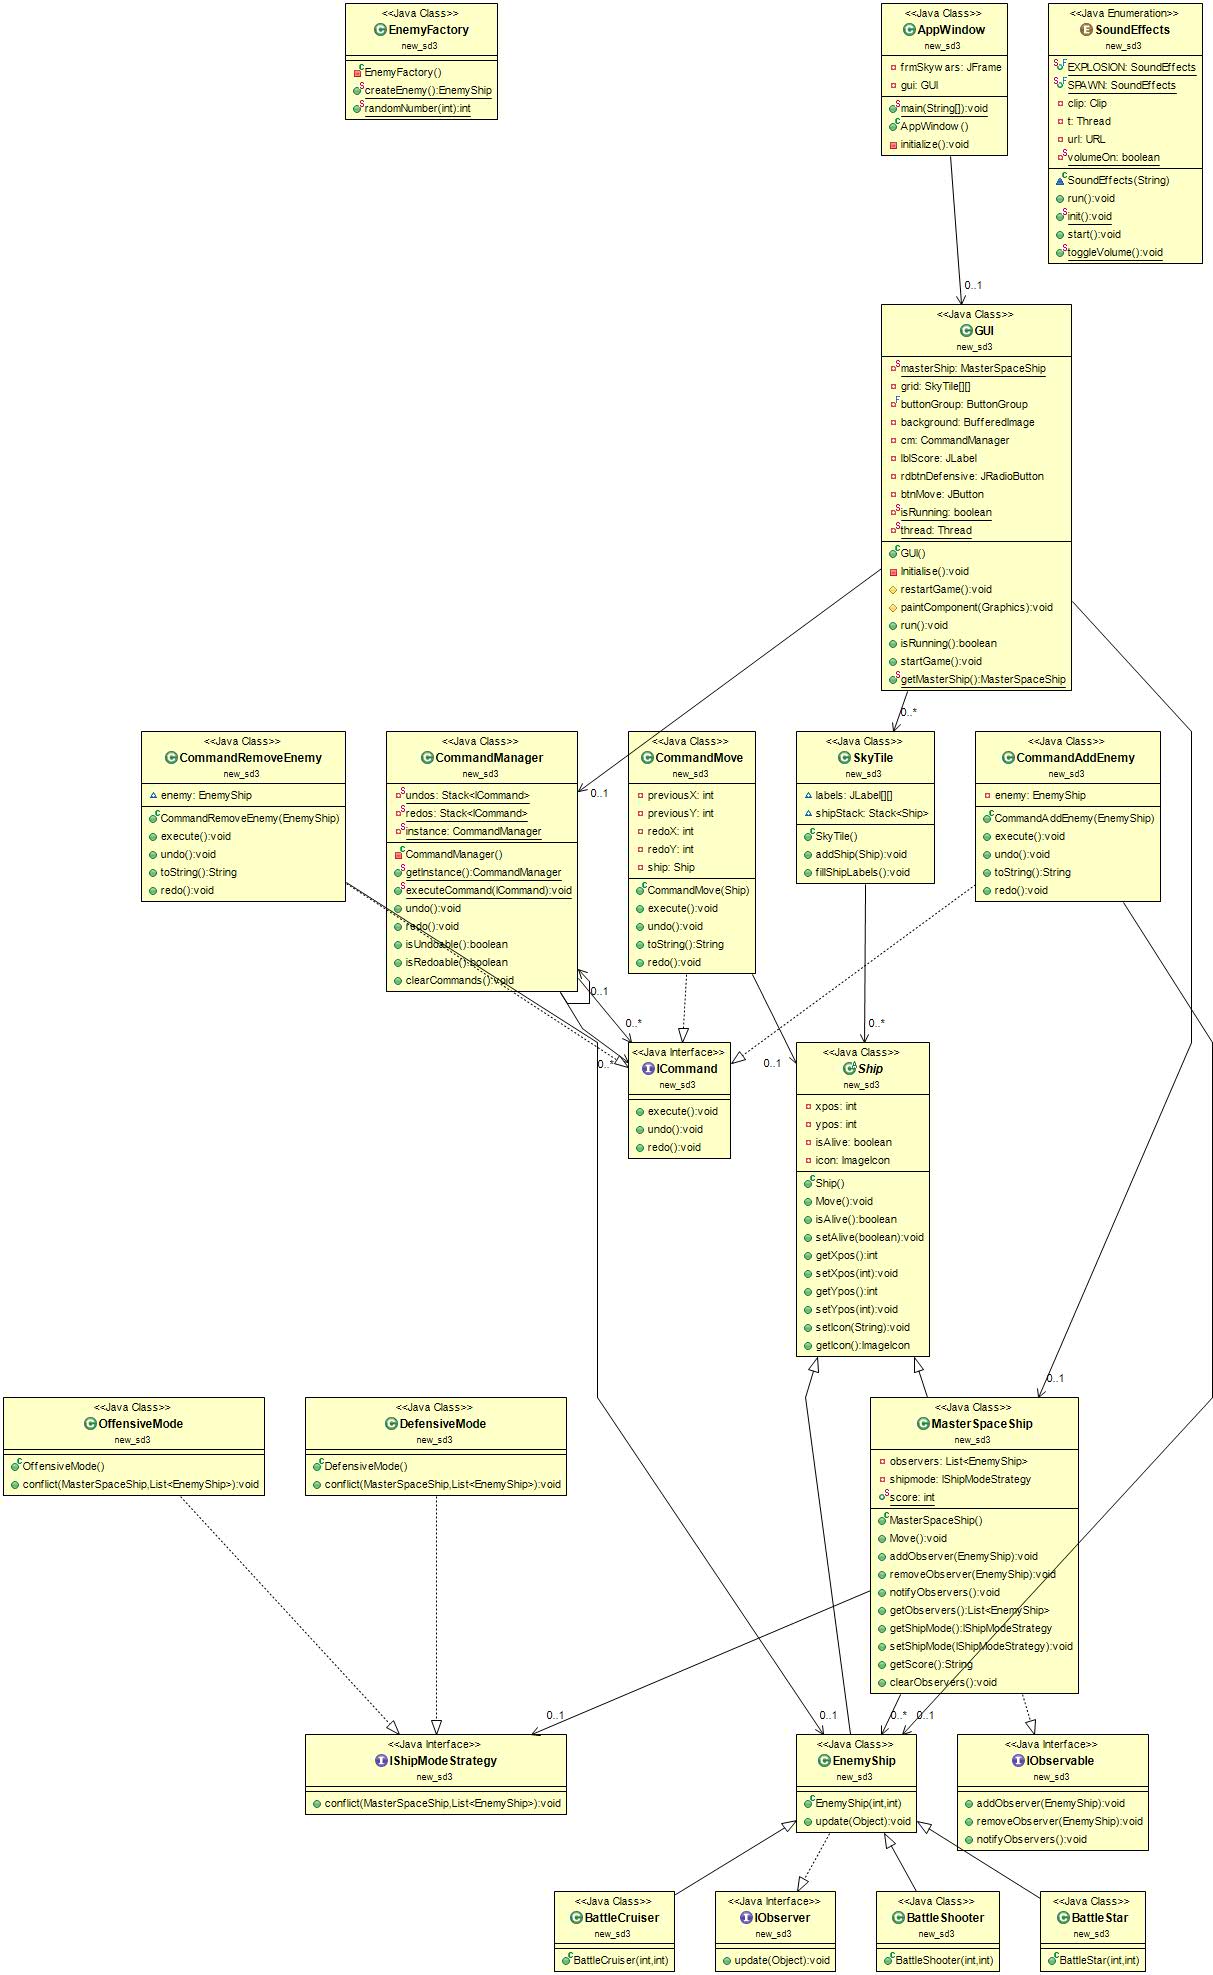 <<Java Class>>
EnemyFactory
new_sd3
EnemyFactory()
createEnemy():EnemyShip
randomNumber(int):int
<<Java Class>>
AppWindow
new_sd3
frmSkywars: JFrame
gui: GUI
main(String[]):void
AppWindow()
initialize():void
<<Java Enumeration>>
SoundEffects
new_sd3
EXPLOSION: SoundEffects
SPAWN: SoundEffects
clip: Clip
t: Thread
url: URL
volumeOn: boolean
SoundEffects(String)
run():void
init():void
start():void
toggleVolume():void
0..1
<<Java Class>>
GUI
new_sd3
masterShip: MasterSpaceShip
grid: SkyTile[][]
buttonGroup: ButtonGroup
background: BufferedImage
cm: CommandManager
lblScore: JLabel
rdbtnDefensive: JRadioButton
btnMove: JButton
isRunning: boolean
thread: Thread
GUI()
Initialise():void
restartGame():void
paintComponent(Graphics):void
run():void
isRunning():boolean
startGame():void
getMasterShip():MasterSpaceShip
0..*
<<Java Class>>
CommandRemoveEnemy
new_sd3
enemy: EnemyShip
CommandRemoveEnemy(EnemyShip)
execute():void
undo():void
toString():String
redo():void
<<Java Class>>
CommandManager
new_sd3
undos: Stack<ICommand>
redos: Stack<ICommand>
instance: CommandManager
CommandManager()
getInstance():CommandManager
executeCommand(ICommand):void
undo():void
redo():void
isUndoable():boolean
isRedoable():boolean
clearCommands():void
0..1
<<Java Class>>
CommandMove
new_sd3
previousX: int
previousY: int
redoX: int
redoY: int
ship: Ship
CommandMove(Ship)
execute():void
undo():void
toString():String
redo():void
<<Java Class>>
SkyTile
new_sd3
labels: JLabel[][]
shipStack: Stack<Ship>
SkyTile()
addShip(Ship):void
fillShipLabels():void
<<Java Class>>
CommandAddEnemy
new_sd3
enemy: EnemyShip
CommandAddEnemy(EnemyShip)
execute():void
undo():void
toString():String
redo():void
0..1
0..*
0..*
0..*
0..1
<<Java Interface>>
ICommand
new_sd3
execute():void
undo():void
redo():void
<<Java Class>>
Ship
new_sd3
xpos: int
ypos: int
isAlive: boolean
icon: ImageIcon
Ship()
Move():void
isAlive():boolean
setAlive(boolean):void
getXpos():int
setXpos(int):void
getYpos():int
setYpos(int):void
setIcon(String):void
getIcon():ImageIcon
0..1
<<Java Class>>
OffensiveMode
new_sd3
OffensiveMode()
conflict(MasterSpaceShip,List<EnemyShip>):void
<<Java Class>>
DefensiveMode
new_sd3
DefensiveMode()
conflict(MasterSpaceShip,List<EnemyShip>):void
<<Java Class>>
MasterSpaceShip
new_sd3
observers: List<EnemyShip>
shipmode: IShipModeStrategy
score: int
MasterSpaceShip()
Move():void
addObserver(EnemyShip):void
removeObserver(EnemyShip):void
notifyObservers():void
getObservers():List<EnemyShip>
getShipMode():IShipModeStrategy
setShipMode(IShipModeStrategy):void
getScore():String
clearObservers():void
0..1
0..1
0..*
0..1
<<Java Interface>>
IShipModeStrategy
new_sd3
conflict(MasterSpaceShip,List<EnemyShip>):void
<<Java Class>>
EnemyShip
new_sd3
EnemyShip(int,int)
update(Object):void
<<Java Interface>>
IObservable
new_sd3
addObserver(EnemyShip):void
removeObserver(EnemyShip):void
notifyObservers():void
<<Java Class>>
BattleCruiser
new_sd3
BattleCruiser(int,int)
<<Java Interface>>
IObserver
new_sd3
update(Object):void
<<Java Class>>
BattleShooter
new_sd3
BattleShooter(int,int)
<<Java Class>>
BattleStar
new_sd3
BattleStar(int,int)